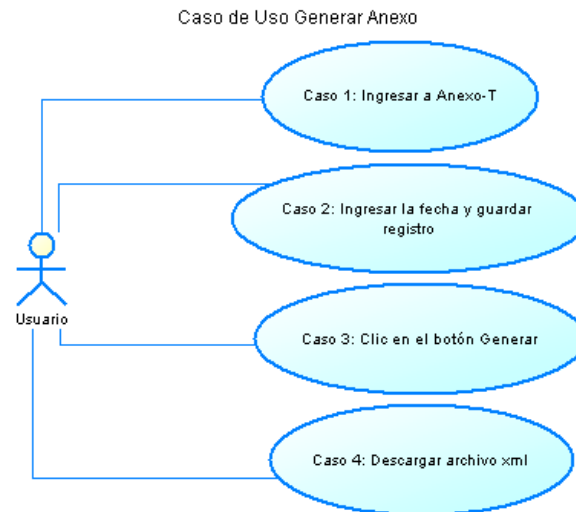 Caso de Uso Generar Anexo
Caso 1: Ingresar a Anexo-T
Caso 2: Ingresar la fecha y guardar
registro
Usuario
Caso 3: Clic en el botón Generar
Caso 4: Descargar archivo xml